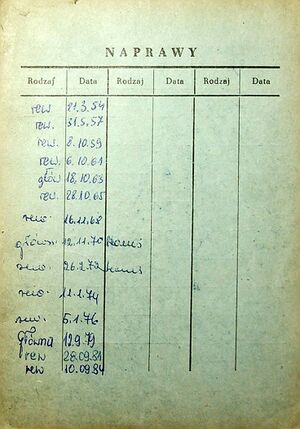 NAPRAWY
Rodzaj Data Rodzaj Data Rodzaj Data
rew. 21.3.54
rew. 31.5.57
rew. 8.10.59
rew. 6.10.61
głów 18.10.63
rew. 28.10.65
rew. 16.11.68
główn. 12.11.70
rew. 26.2.72
rew. 11.1.74
rew. 5.1.76
główna 12.9.79
rew 28.09.81
rew 10.09.84